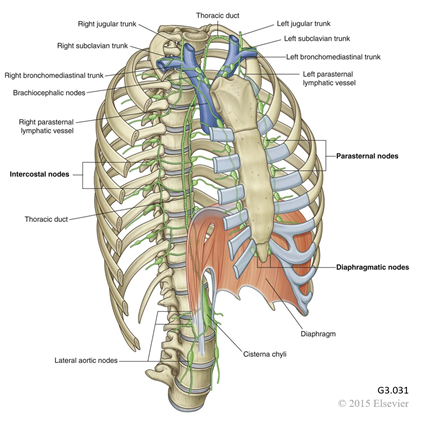 Thoracic duct
Right jugular trunk
Left jugular trunk
Right subclavian trunk
Left subclavian trunk
Left bronchomediastinal trunk
Right bronchomediastinal trunk
Left parasternal
lymphatic vessel
Brachiocephalic nodes
Right parasternal
lymphatic vessel
Parasternal nodes
Intercostal nodes
Thoracic duct
Diaphragmatic nodes
Diaphragm
Cisterna chyli
Lateral aortic nodes
G3.031
© 2015 Elsevier